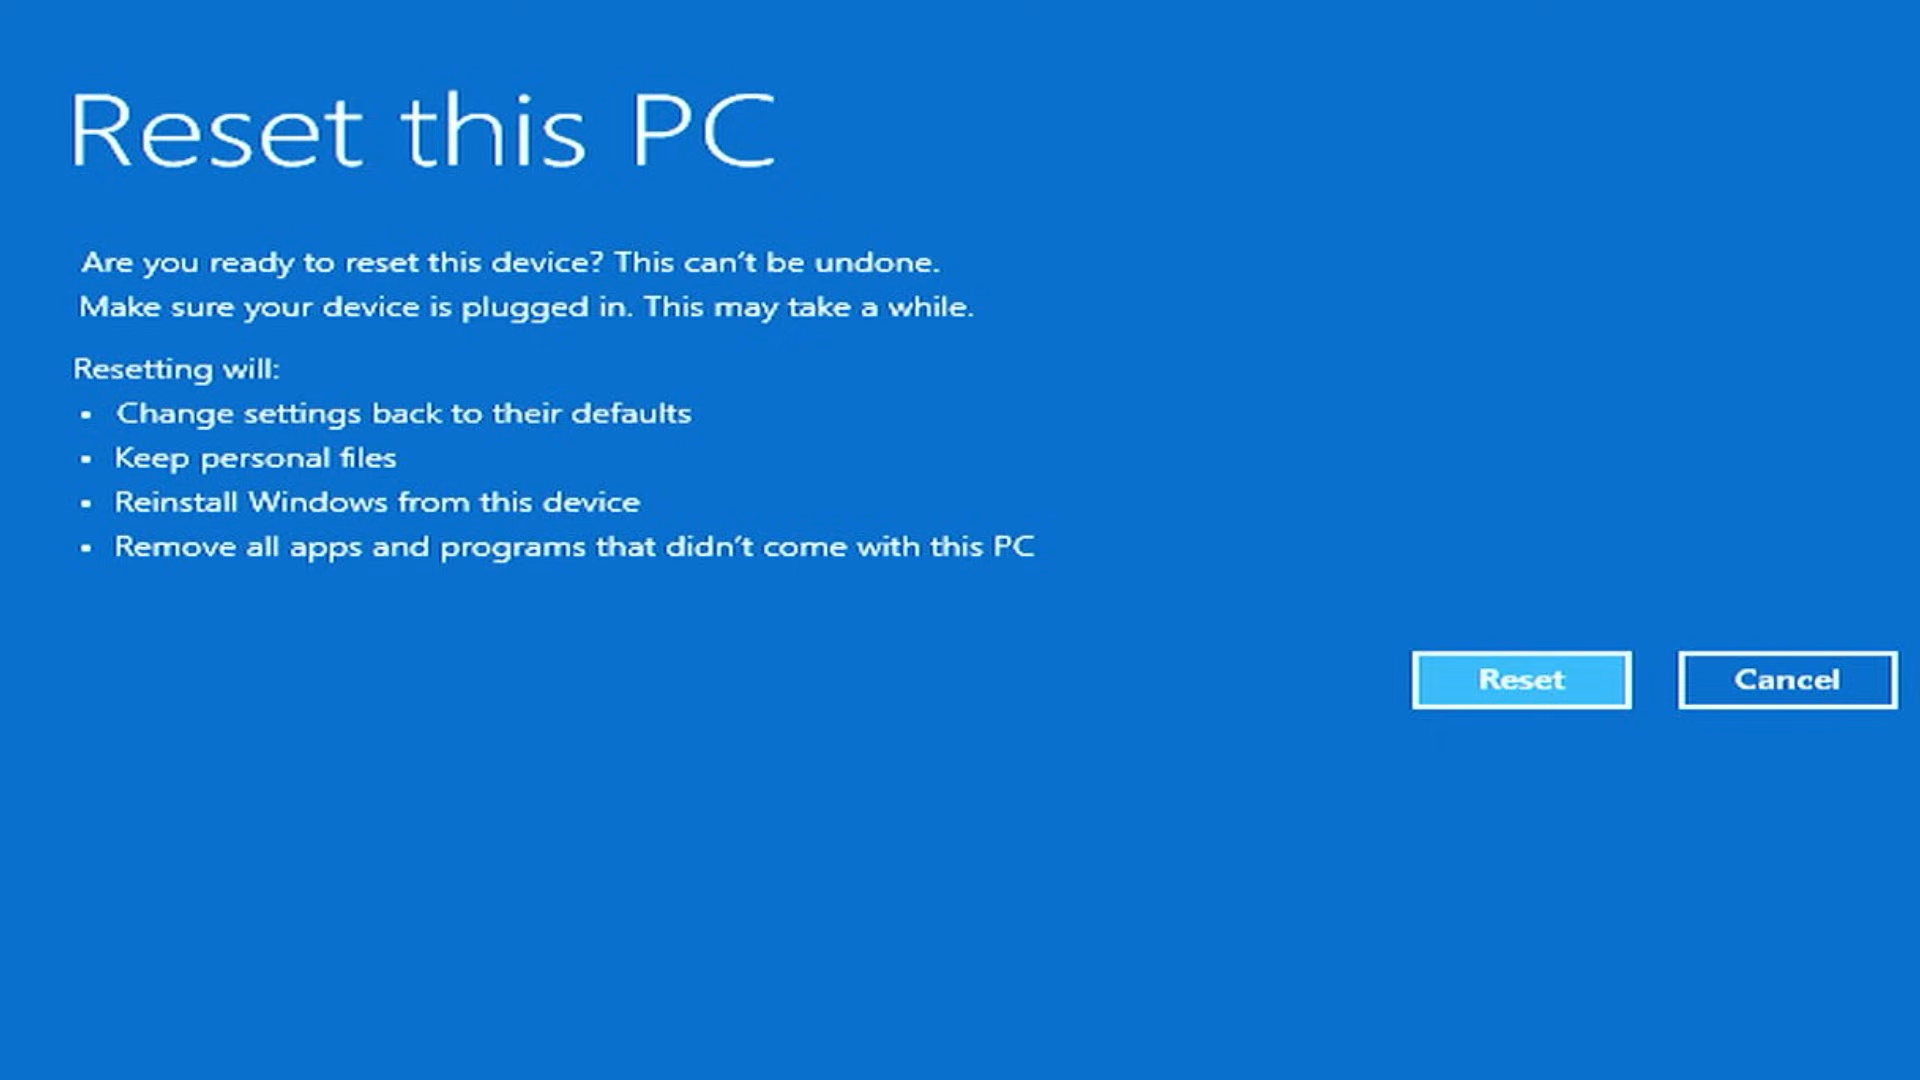 Reset this PC
Are you ready to reset this device? This can't be undone.
Make sure your device is plugged in. This may take a while.
Resetting will:
▪ Change settings back to their defaults
▪ Keep personal files
▪ Reinstall Windows from this device
▪ Remove all apps and programs that didn't come with this PC
Reset Cancel